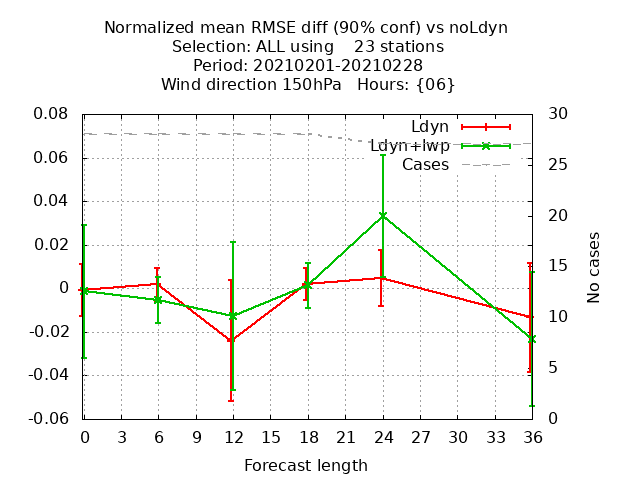 Normalized mean RMSE diff (90% conf) vs noLdyn
Selection: ALL using    23 stations
Period: 20210201-20210228
Wind direction 150hPa   Hours: {06}
0.08
0.06
0.04
0.02
0
-0.02
-0.04
-0.06
30
25
20
15
10
5
0
Ldyn
Ldyn+lwp
Cases
No cases
0 3 6 9 12 15 18 21 24 27 30 33 36
Forecast length